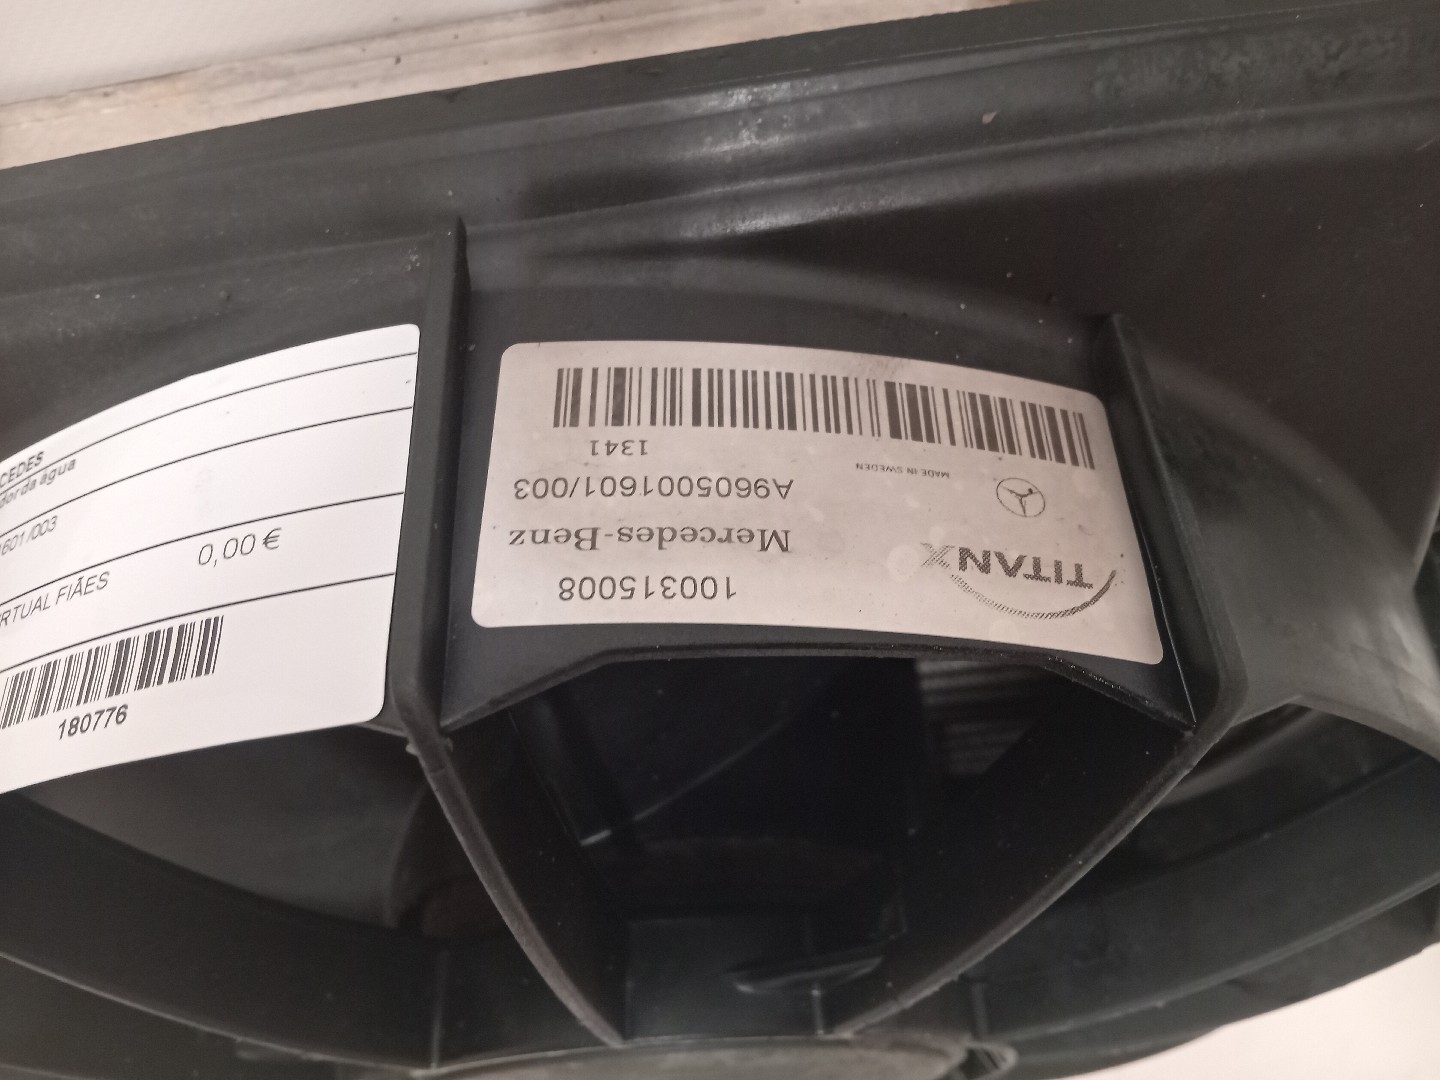 CEDES
dor da água
1601/003
0,00 €
RTUAL FIÃES
180776
TITANX
100315008
Mercedes-Benz
A9605001601/003
MADE IN SWEDEN
1341